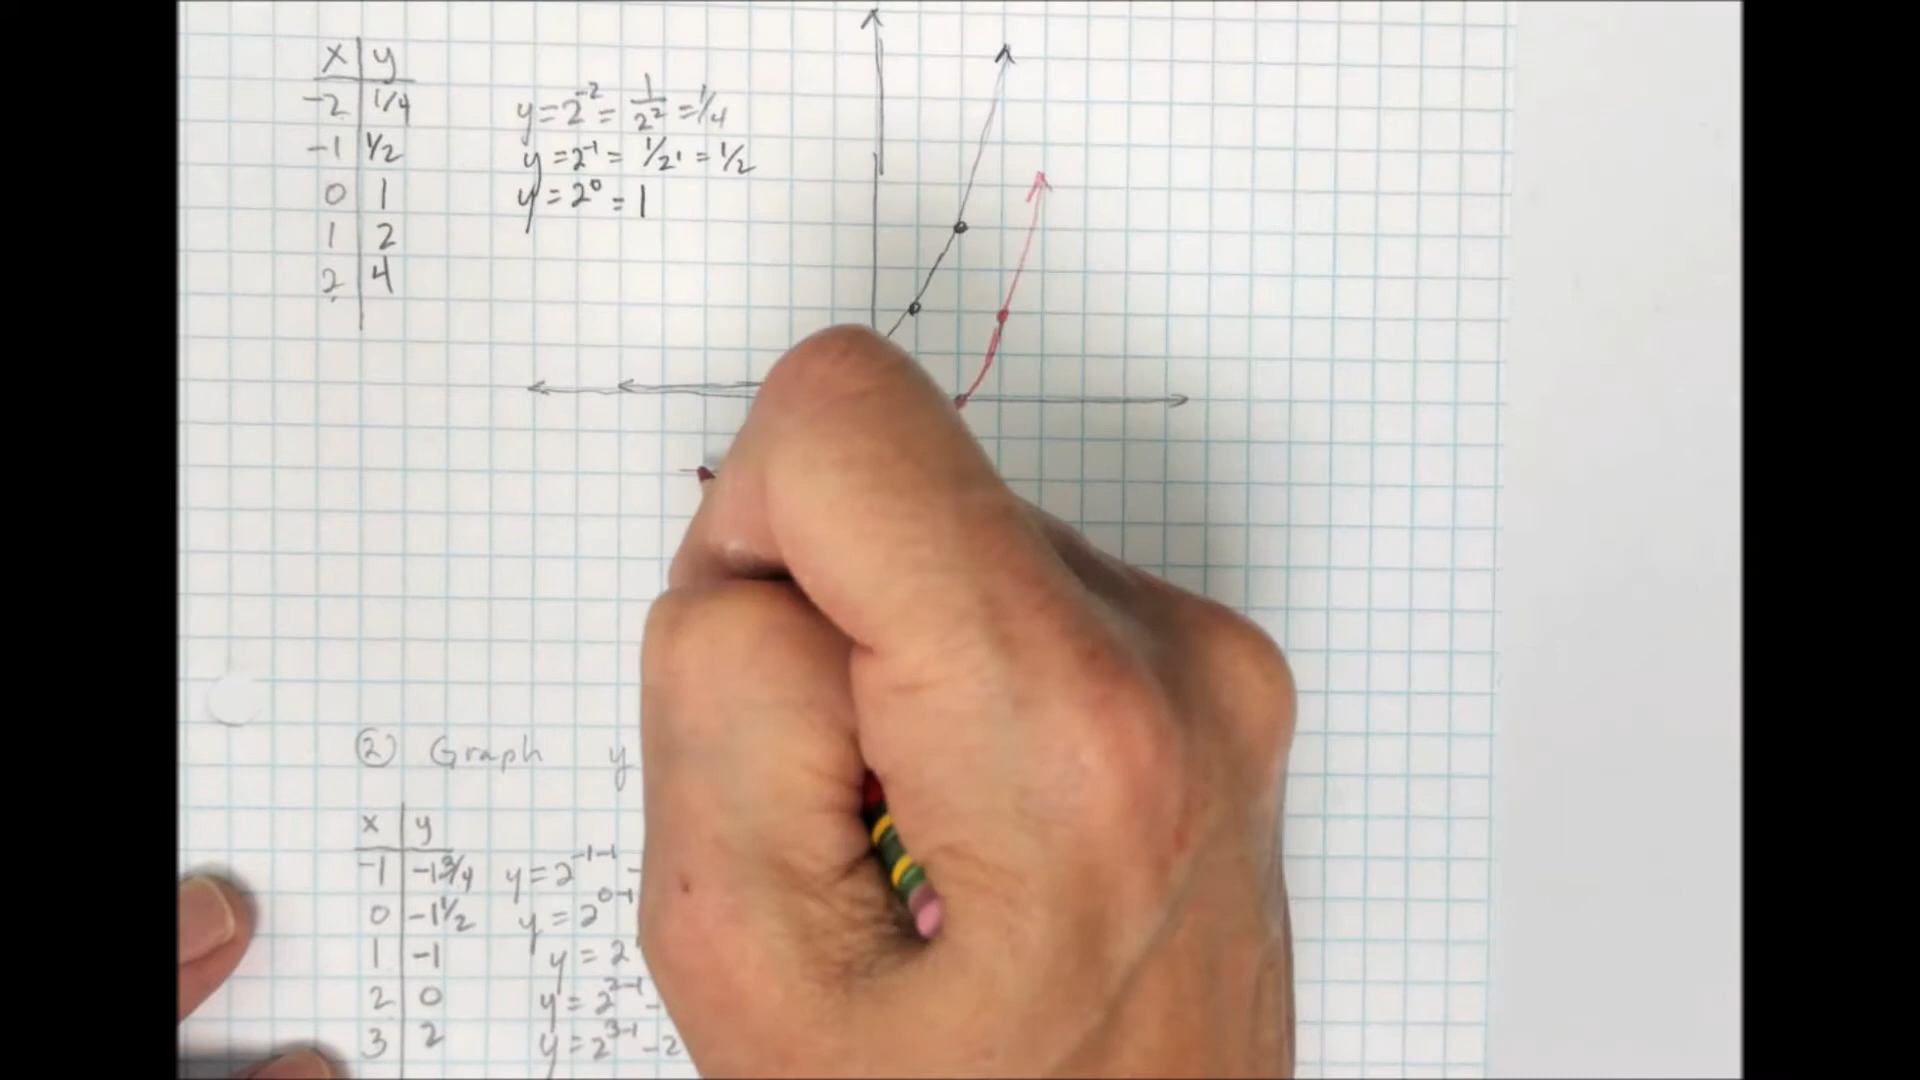 x y
-2 1/4
-1 1/2
0 1
1 2
2 4
y = 2^-2 = 1/2^2 = 1/4
y = 2^-1 = 1/2^1 = 1/2
y = 2^0 = 1
② Graph y
x y
-1 -1 3/4 y = 2^-1-1 -
0 -1 1/2 y = 2^0-1
1 -1 y = 2
2 0 y = 2^2-1 -
3 2 y = 2^3-1 - 2